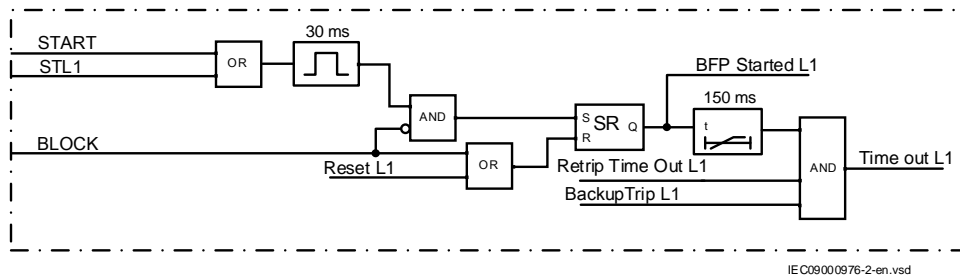 START
30 ms
STL1
OR
BFP Started L1
150 ms
AND
S SR Q
R
t
BLOCK
OR
Reset L1
Retrip Time Out L1
AND
Time out L1
BackupTrip L1
IEC09000976-2-en.vsd